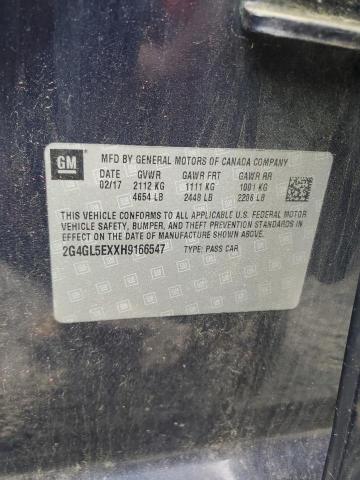 GM MFD BY GENERAL MOTORS OF CANADA COMPANY
DATE GVWR GAWR FRT GAWR RR
02/17 2112 KG 1111 KG 1001 KG
4654 LB 2448 LB 2206 LB
THIS VEHICLE CONFORMS TO ALL APPLICABLE U.S. FEDERAL MOTOR
VEHICLE SAFETY, BUMPER, AND THEFT PREVENTION STANDARDS
IN EFFECT ON THE DATE OF MANUFACTURE SHOWN ABOVE.
2G4GL5EXXH9166547 TYPE: PASS CAR